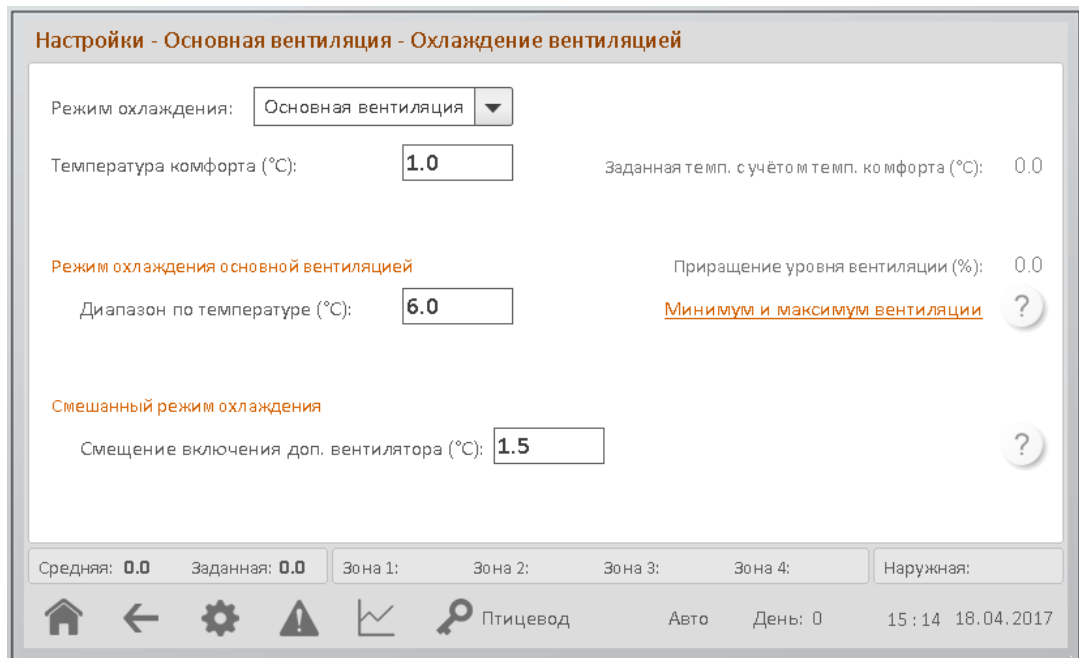 Настройки - Основная вентиляция - Охлаждение вентиляцией
Режим охлаждения: Основная вентиляция
Температура комфорта (°C): 1.0 Заданная темп. с учётом темп. комфорта (°C): 0.0
Режим охлаждения основной вентиляцией Приращение уровня вентиляции (%): 0.0
Диапазон по температуре (°C): 6.0 Минимум и максимум вентиляции ?
Смешанный режим охлаждения
Смещение включения доп. вентилятора (°C): 1.5 ?
Средняя: 0.0 Заданная: 0.0 Зона 1: Зона 2: Зона 3: Зона 4: Наружная:
Птицевод Авто День: 0 15 : 14 18.04.2017